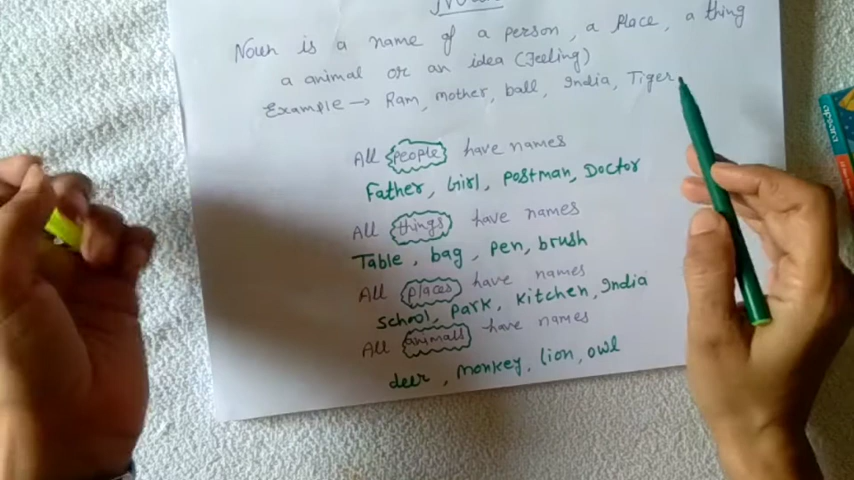 Noun is a name of a person, a place, a thing
a animal or an idea (Feeling)
Example → Ram, mother, ball, India, Tiger
All people have names
Father, Girl, Postman, Doctor
All things have names
Table, bag, pen, brush
All places have names
school, park, kitchen, India
All animals have names
deer, monkey, lion, owl